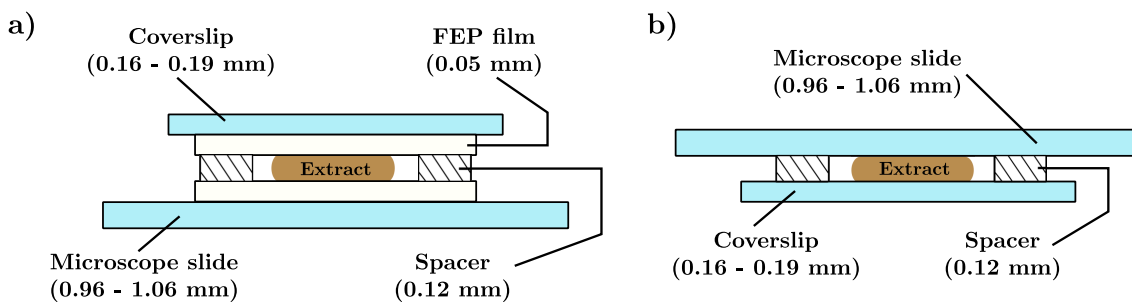 a)
Coverslip
(0.16 - 0.19 mm)
FEP film
(0.05 mm)
Extract
Microscope slide
(0.96 - 1.06 mm)
Spacer
(0.12 mm)
b)
Microscope slide
(0.96 - 1.06 mm)
Extract
Coverslip
(0.16 - 0.19 mm)
Spacer
(0.12 mm)